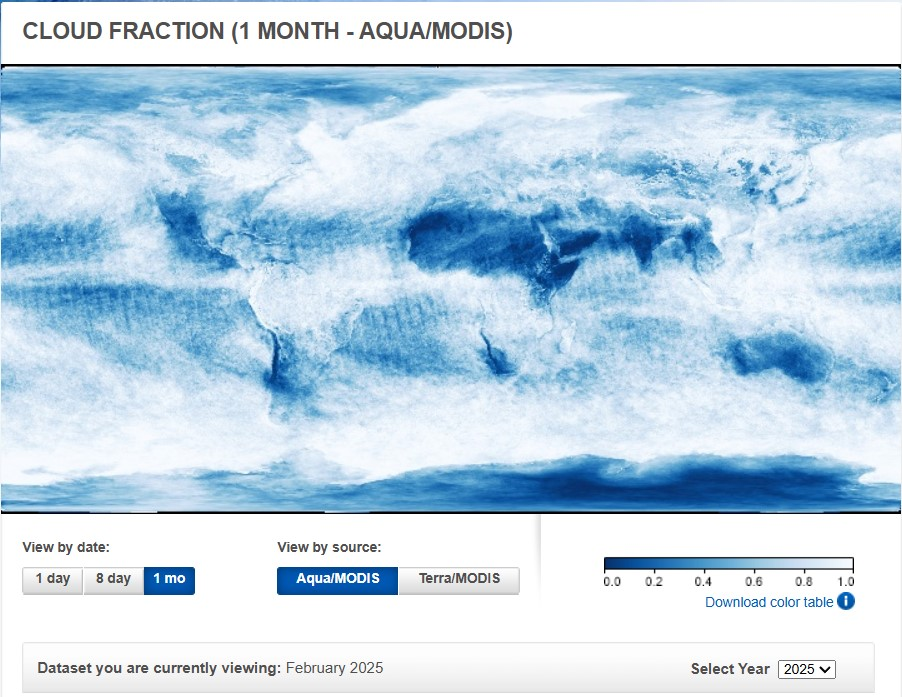 CLOUD FRACTION (1 MONTH - AQUA/MODIS)
View by date:
1 day 8 day 1 mo
View by source:
Aqua/MODIS Terra/MODIS
0.0 0.2 0.4 0.6 0.8 1.0
Download color table i
Dataset you are currently viewing: February 2025
Select Year 2025